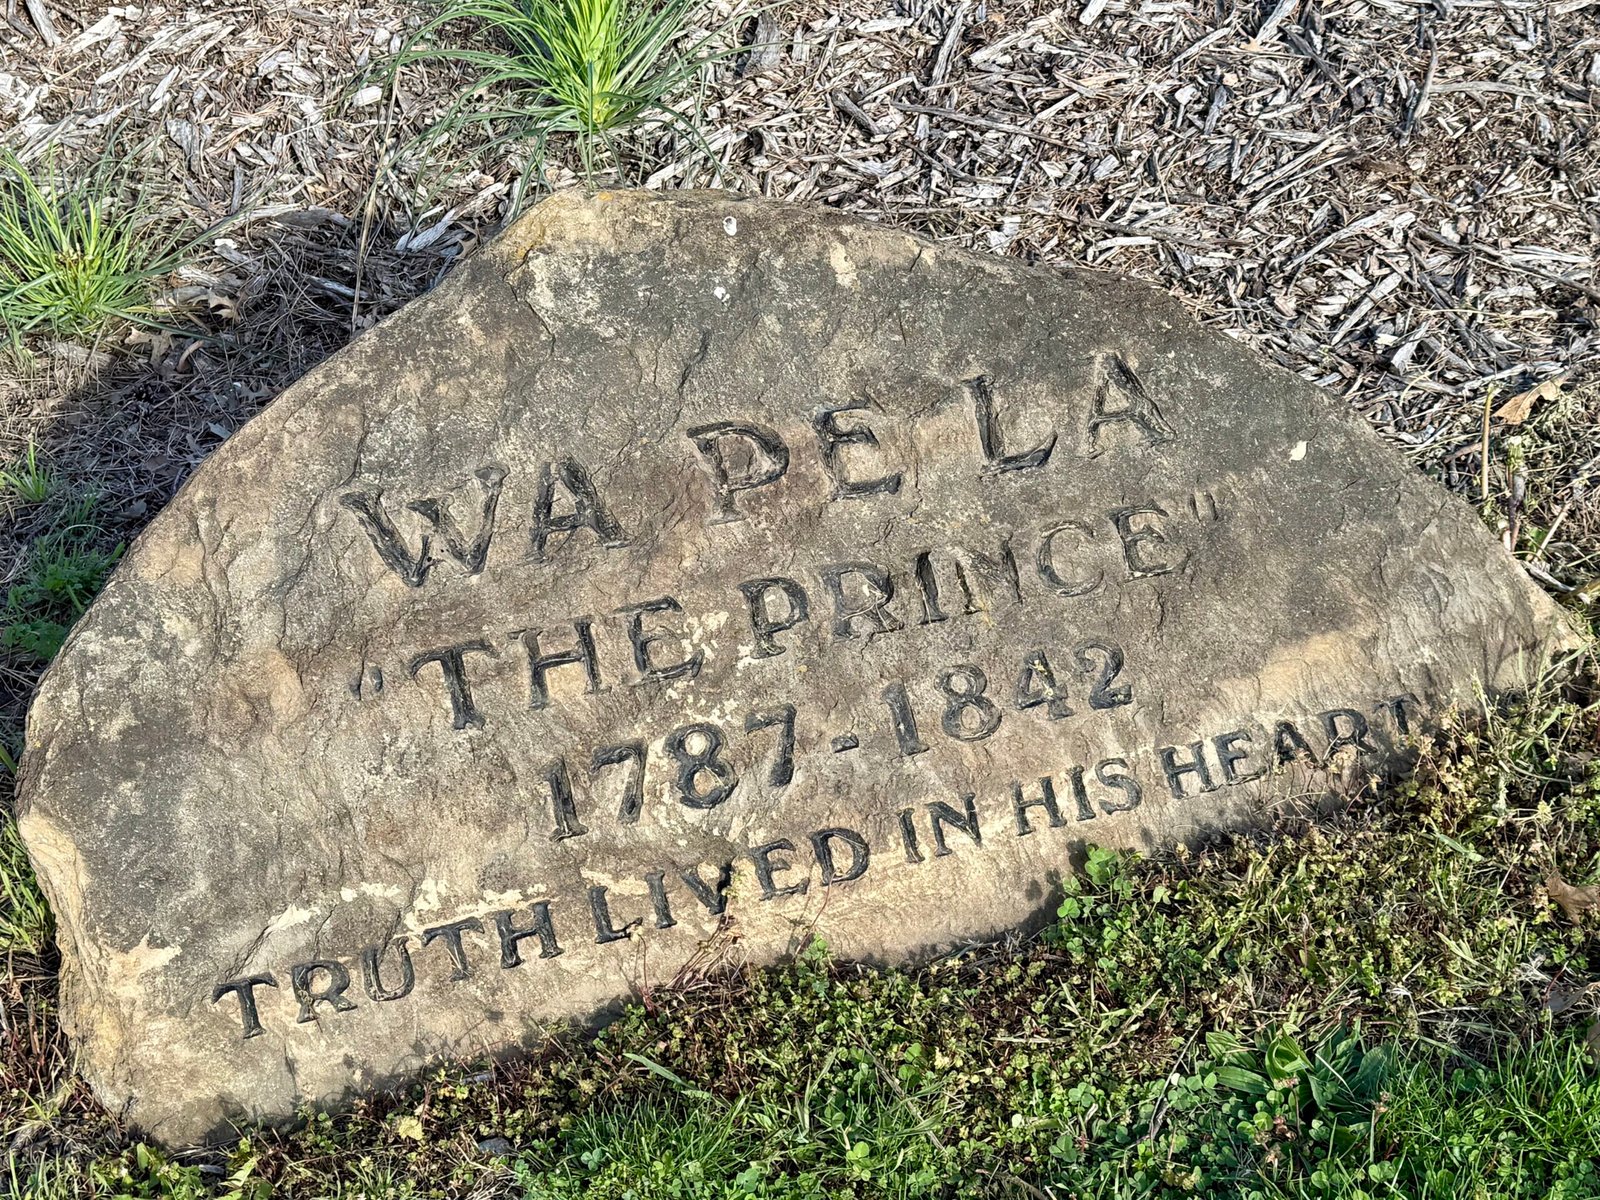 WA PE LA
"THE PRINCE"
1787-1842
TRUTH LIVED IN HIS HEART